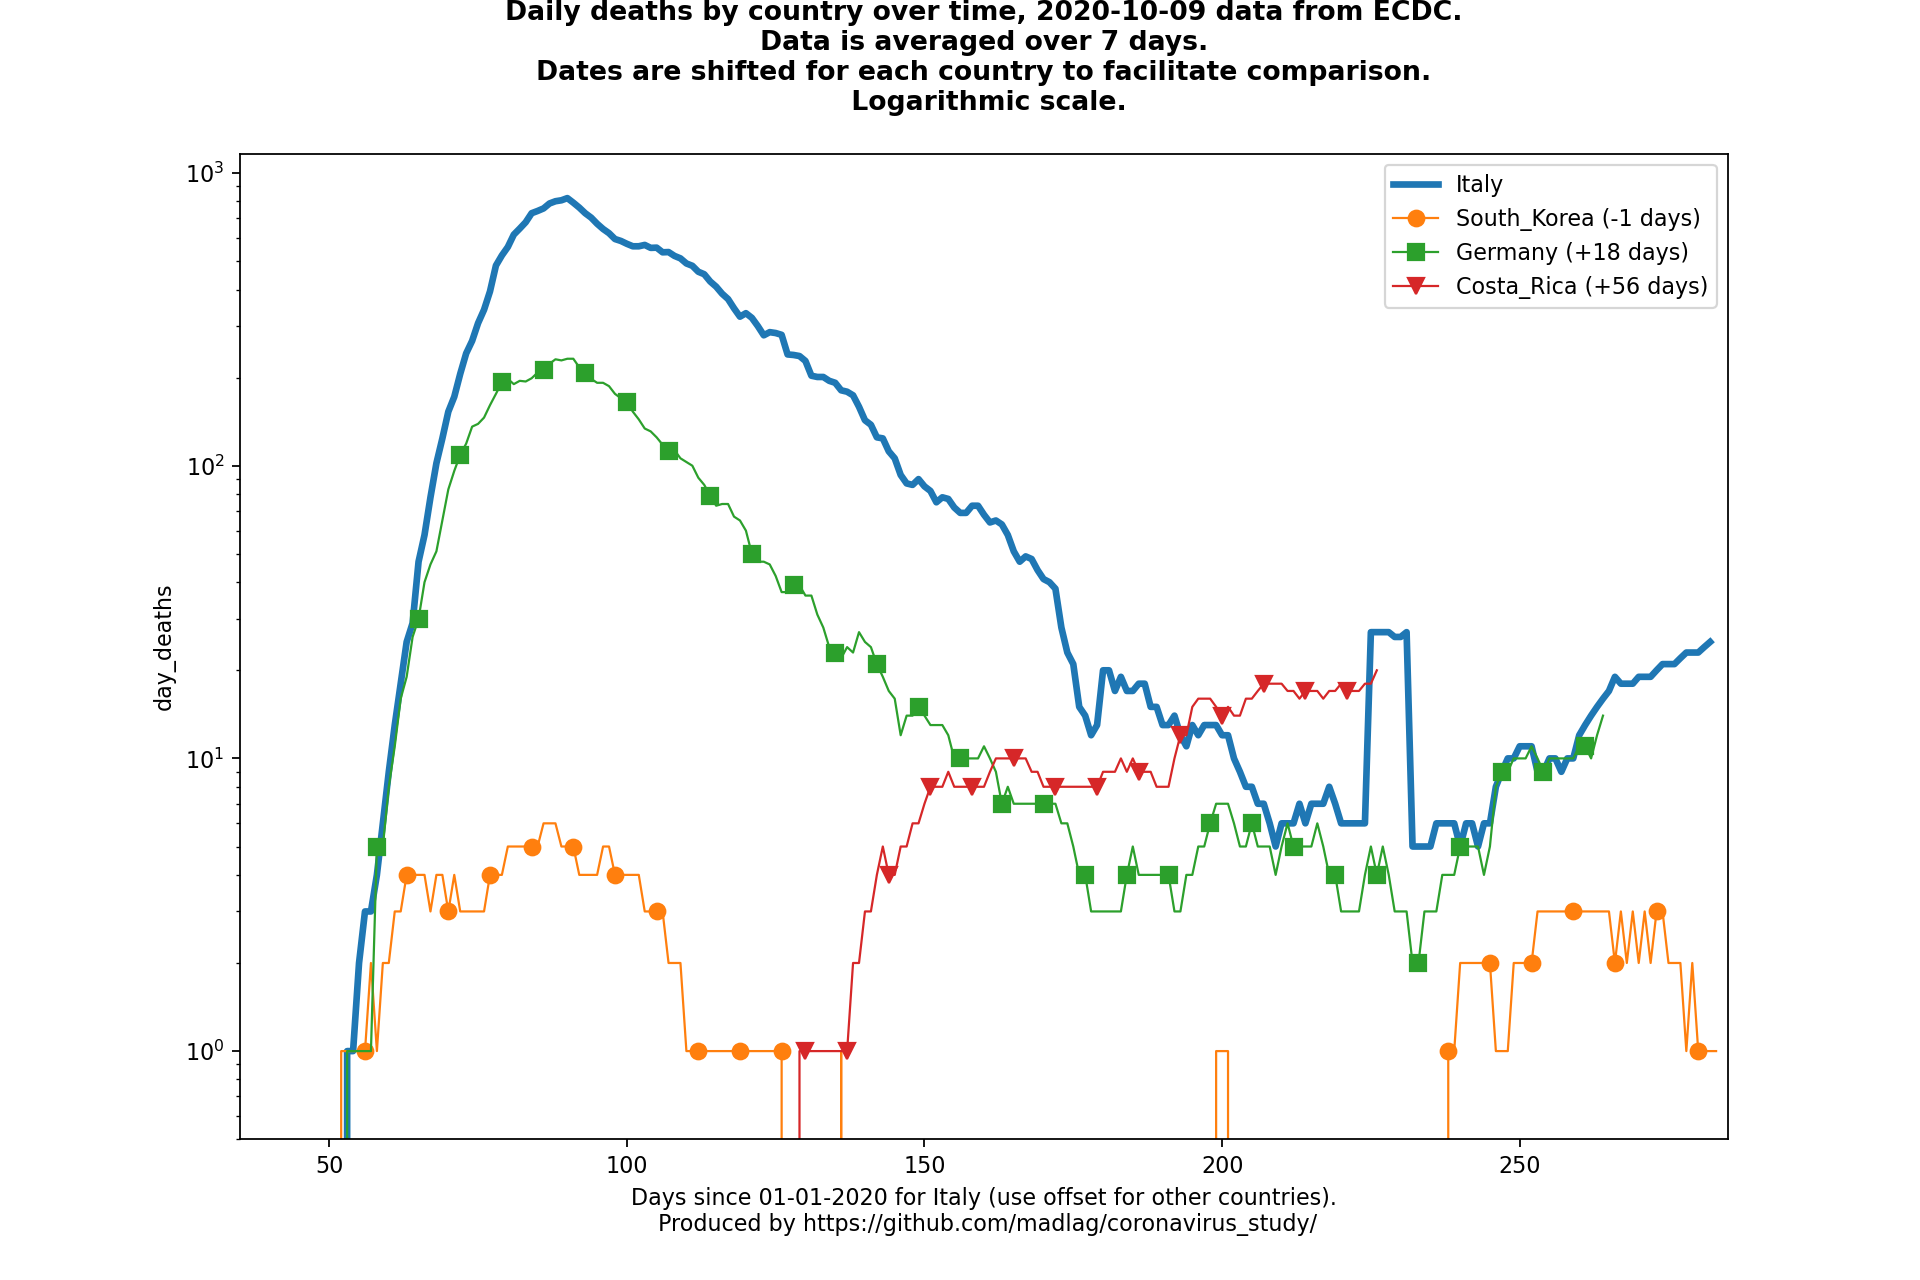 Daily deaths by country over time, 2020-10-09 data from ECDC.
Data is averaged over 7 days.
Dates are shifted for each country to facilitate comparison.
Logarithmic scale.
10³
10²
10¹
10⁰
day_deaths
Italy
South_Korea (-1 days)
Germany (+18 days)
Costa_Rica (+56 days)
50 100 150 200 250
Days since 01-01-2020 for Italy (use offset for other countries).
Produced by https://github.com/madlag/coronavirus_study/